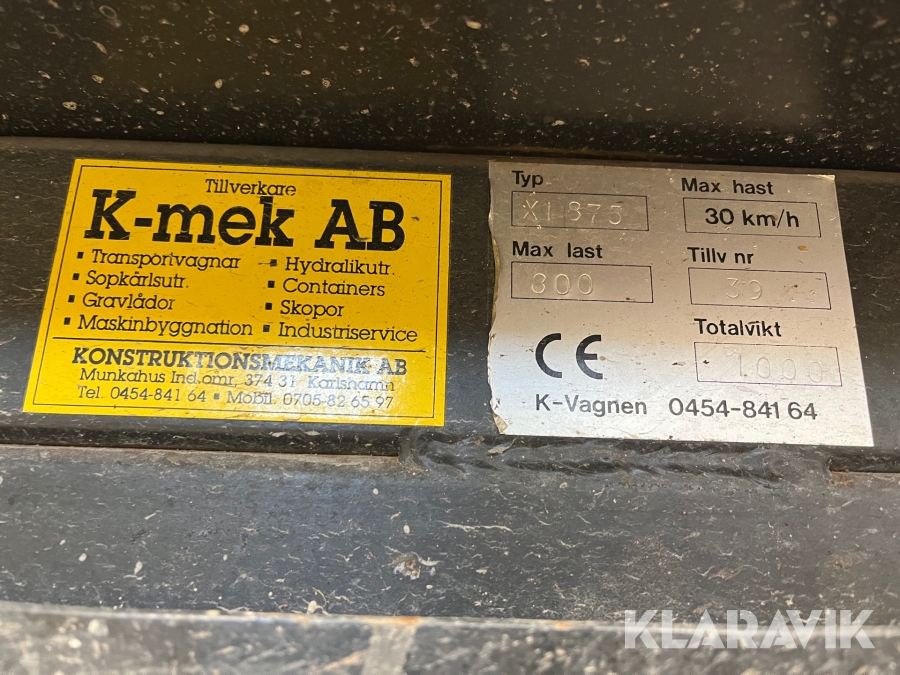 Tillverkare
K-mek AB
▪ Transportvagnar
▪ Sopkärlsutr.
▪ Gravlådor
▪ Maskinbyggnation
▪ Hydralikutr.
▪ Containers
▪ Skopor
▪ Industriservice
KONSTRUKTIONSMEKANIK AB
Munkahus Ind.omr, 374 31 Karlshamn
Tel. 0454-841 64 ▪ Mobil. 0705-82 65 97
Typ
Max hast
30 km/h
Max last
800
Tillv nr
39
Totalvikt
CE
K-Vagnen 0454-841 64
KLARAVIK